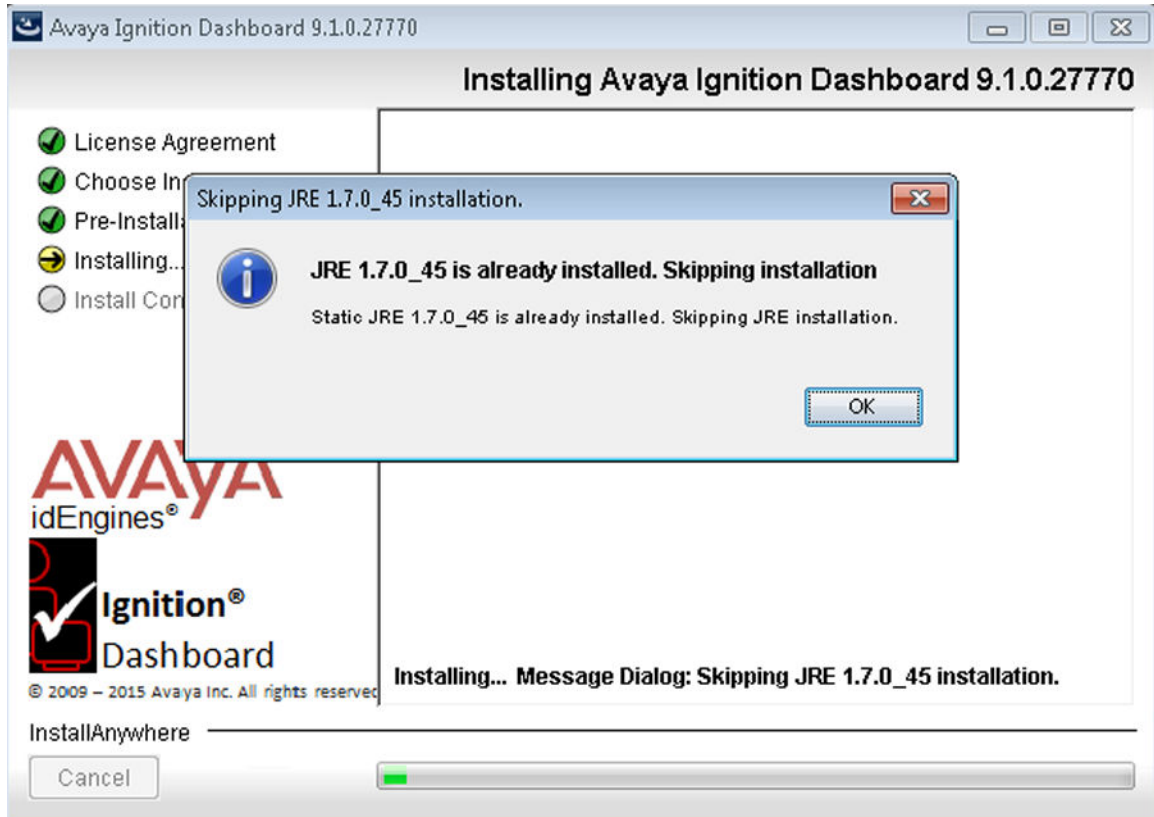 Avaya Ignition Dashboard 9.1.0.27770
Installing Avaya Ignition Dashboard 9.1.0.27770
License Agreement
Choose In
Pre-Install
Installing...
Install Con
Skipping JRE 1.7.0_45 installation.
JRE 1.7.0_45 is already installed. Skipping installation
Static JRE 1.7.0_45 is already installed. Skipping JRE installation.
OK
AVAYA
idEngines®
Ignition®
Dashboard
© 2009 – 2015 Avaya Inc. All rights reserved
Installing... Message Dialog: Skipping JRE 1.7.0_45 installation.
InstallAnywhere
Cancel